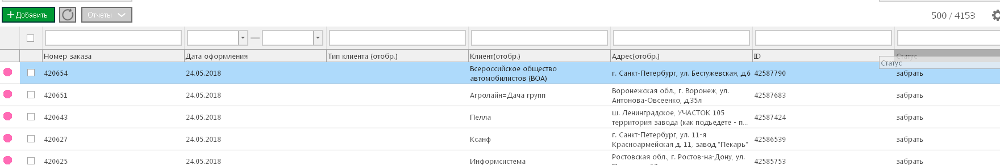 Добавить
Отчеты
500 / 4153
Номер заказа
Дата оформления
Тип клиента (отобр.)
Клиент(отобр.)
Адрес(отобр.)
ID
Статус
Статус
420654
24.05.2018
Всероссийское общество
автомобилистов (ВОА)
г. Санкт-Петербург, ул. Бестужевская, д.6
42587790
забрать
420651
24.05.2018
Агролайн=Дача групп
Воронежская обл., г. Воронеж, ул.
Антонова-Овсеенко, д.35л
42587683
забрать
420643
24.05.2018
Пелла
ш. Ленинградское, УЧАСТОК 105
территория завода (как подъедете - п...
42587424
забрать
420627
24.05.2018
Ксанф
г. Санкт-Петербург, ул. 11-я
Красноармейская д. 11, завод "Пекарь"
42586539
забрать
420625
24.05.2018
Информсистема
Ростовская обл., г. Ростов-на-Дону, ул.
42585753
забрать